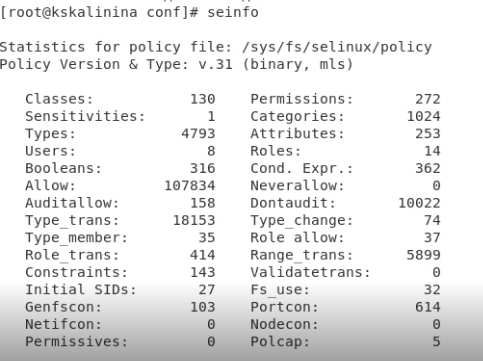 [root@kskalinina conf]# seinfo
Statistics for policy file: /sys/fs/selinux/policy
Policy Version & Type: v.31 (binary, mls)
Classes: 130 Permissions: 272
Sensitivities: 1 Categories: 1024
Types: 4793 Attributes: 253
Users: 8 Roles: 14
Booleans: 316 Cond. Expr.: 362
Allow: 107834 Neverallow: 0
Auditallow: 158 Dontaudit: 10022
Type_trans: 18153 Type_change: 74
Type_member: 35 Role allow: 37
Role_trans: 414 Range_trans: 5899
Constraints: 143 Validatetrans: 0
Initial SIDs: 27 Fs_use: 32
Genfscon: 103 Portcon: 614
Netifcon: 0 Nodecon: 0
Permissives: 0 Polcap: 5